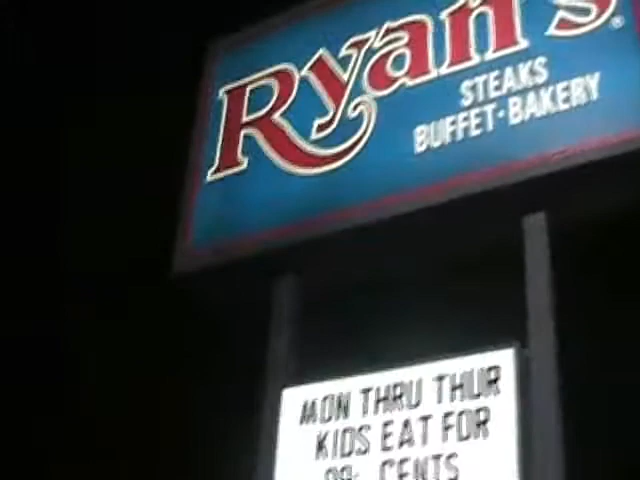 Ryan's®
STEAKS
BUFFET·BAKERY
MON THRU THUR
KIDS EAT FOR
CENTS